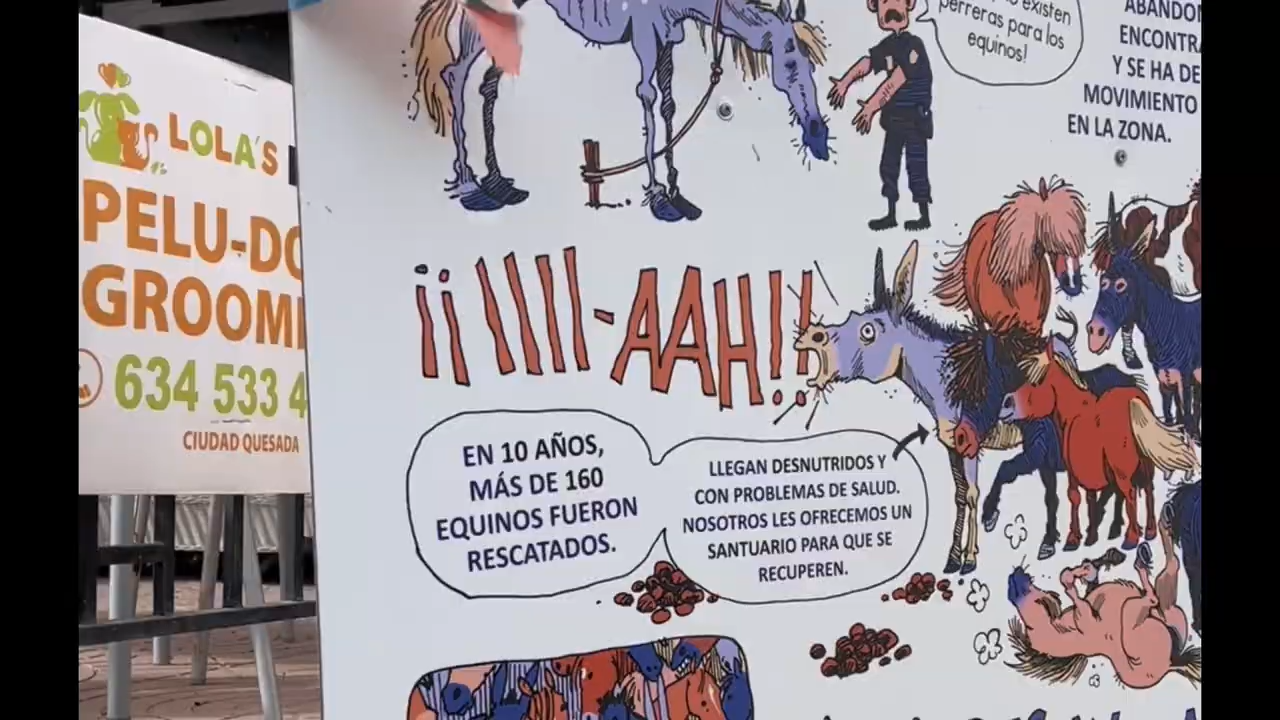 LOLA'S
PELU-DO
GROOMI
634 533 4
CIUDAD QUESADA
existen
perreras para los
equinos!
ABANDON
ENCONTRA
Y SE HA DE
MOVIMIENTO
EN LA ZONA.
¡¡IIII-AAH!!
EN 10 AÑOS,
MÁS DE 160
EQUINOS FUERON
RESCATADOS.
LLEGAN DESNUTRIDOS Y
CON PROBLEMAS DE SALUD.
NOSOTROS LES OFRECEMOS UN
SANTUARIO PARA QUE SE
RECUPEREN.